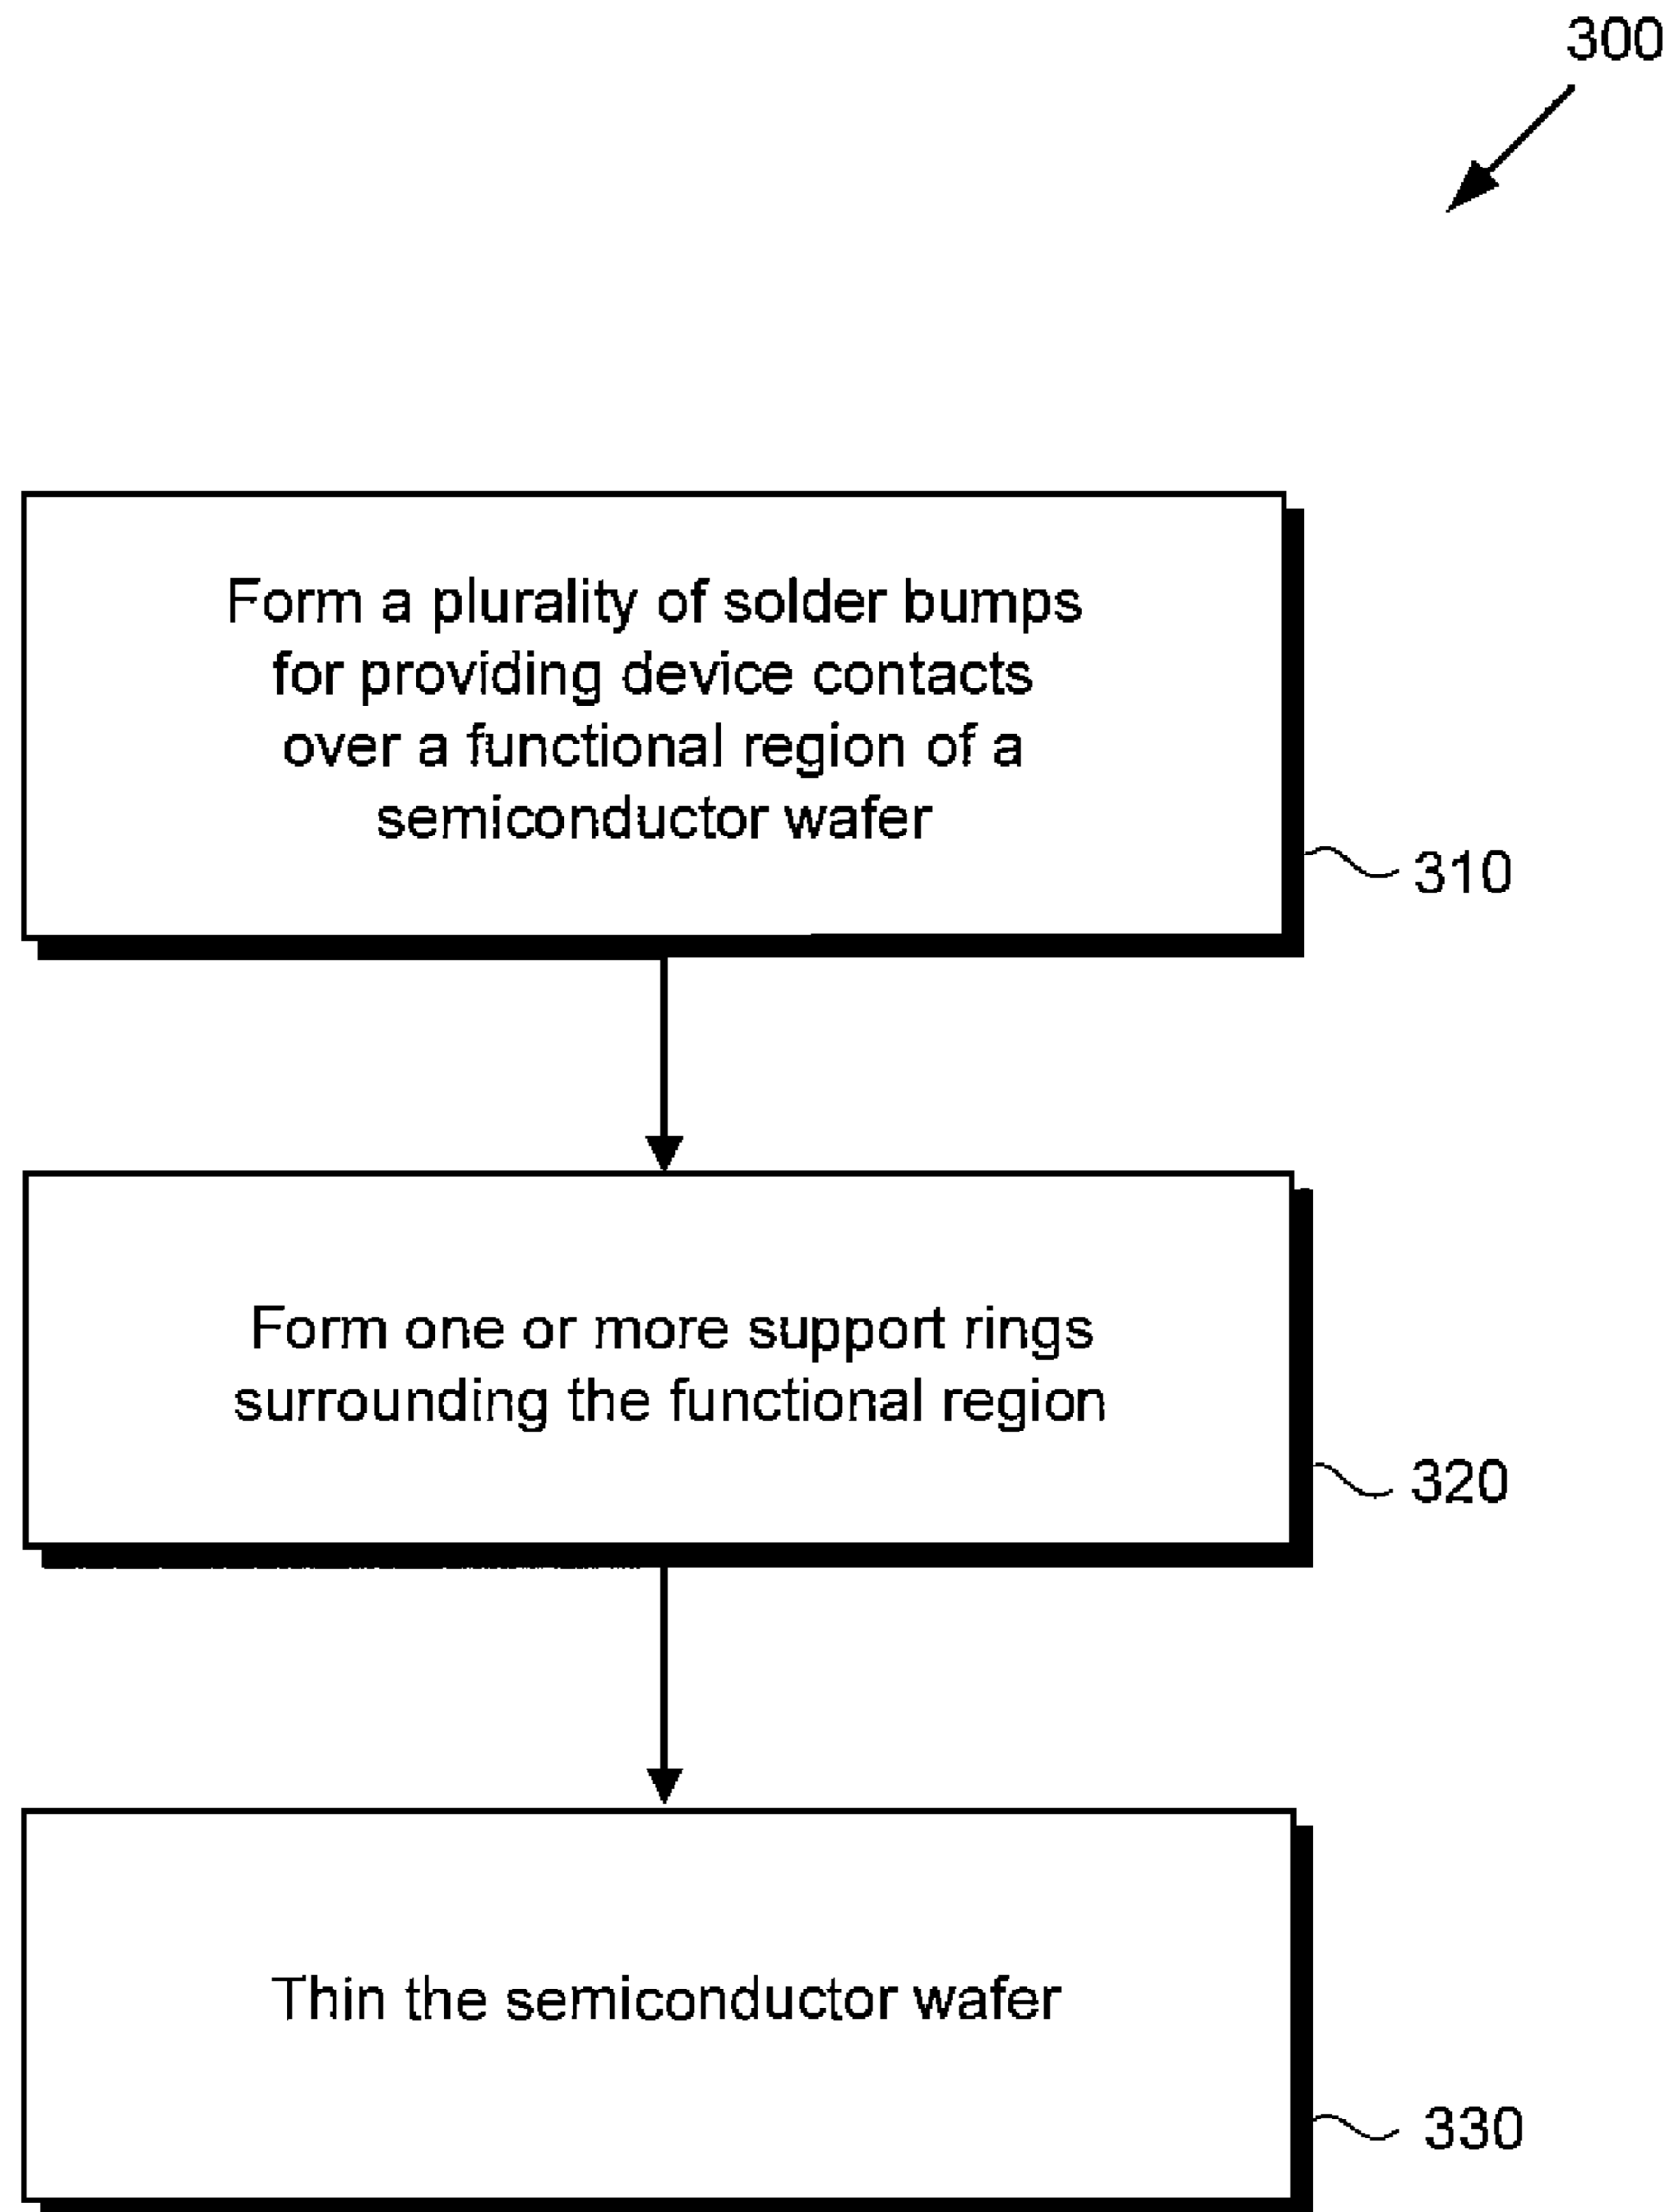 300
Form a plurality of solder bumps
for providing device contacts
over a functional region of a
semiconductor wafer
310
Form one or more support rings
surrounding the functional region
320
Thin the semiconductor wafer
330